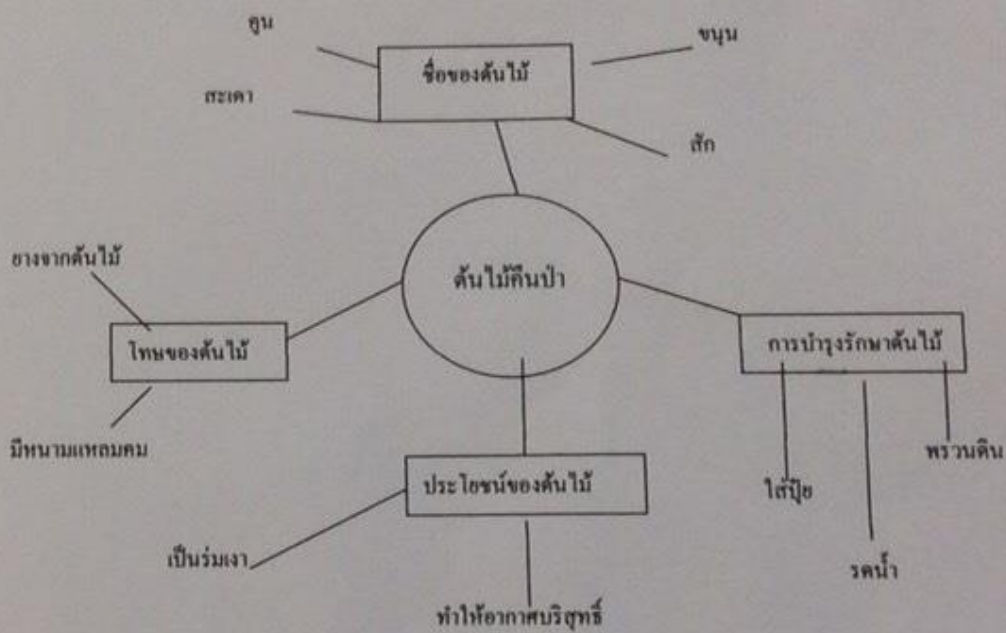 คูน
ขนุน
ชื่อของต้นไม้
สะเดา
สัก
ยางจากต้นไม้
ต้นไม้คืนป่า
โทษของต้นไม้
การบำรุงรักษาต้นไม้
มีหนามแหลมคม
พรวนดิน
ประโยชน์ของต้นไม้
ใส่ปุ๋ย
เป็นร่มเงา
รดน้ำ
ทำให้อากาศบริสุทธิ์